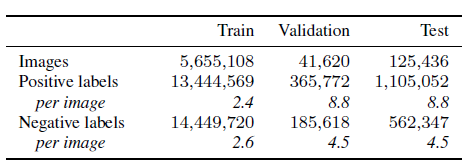 Train Validation Test
Images 5,655,108 41,620 125,436
Positive labels 13,444,569 365,772 1,105,052
per image 2.4 8.8 8.8
Negative labels 14,449,720 185,618 562,347
per image 2.6 4.5 4.5